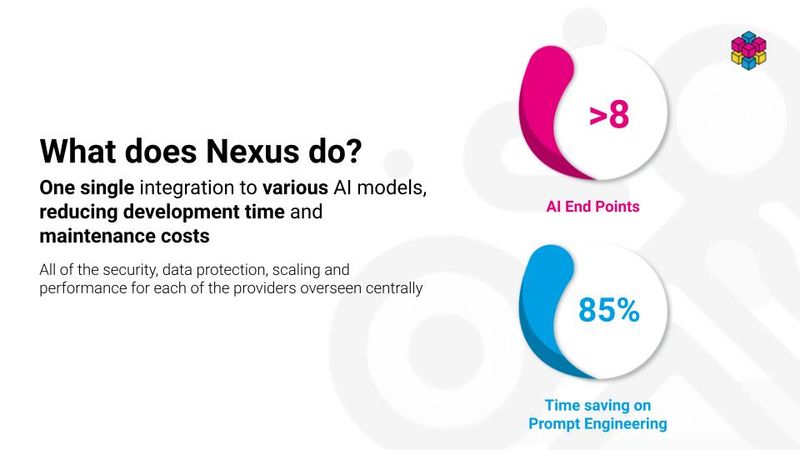 What does Nexus do?
One single integration to various AI models,
reducing development time and
maintenance costs
All of the security, data protection, scaling and
performance for each of the providers overseen centrally
>8
AI End Points
85%
Time saving on
Prompt Engineering